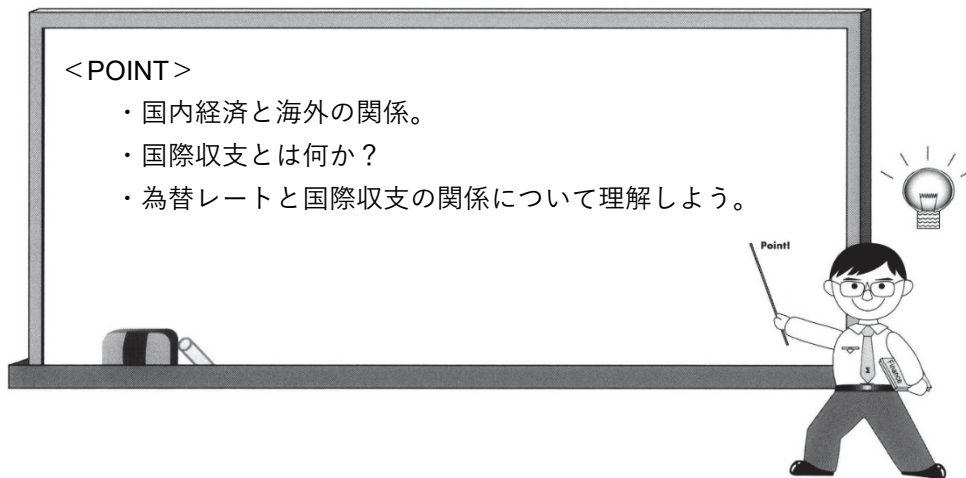 ＜POINT＞
・国内経済と海外の関係。
・国際収支とは何か？
・為替レートと国際収支の関係について理解しよう。
Point!
Finance